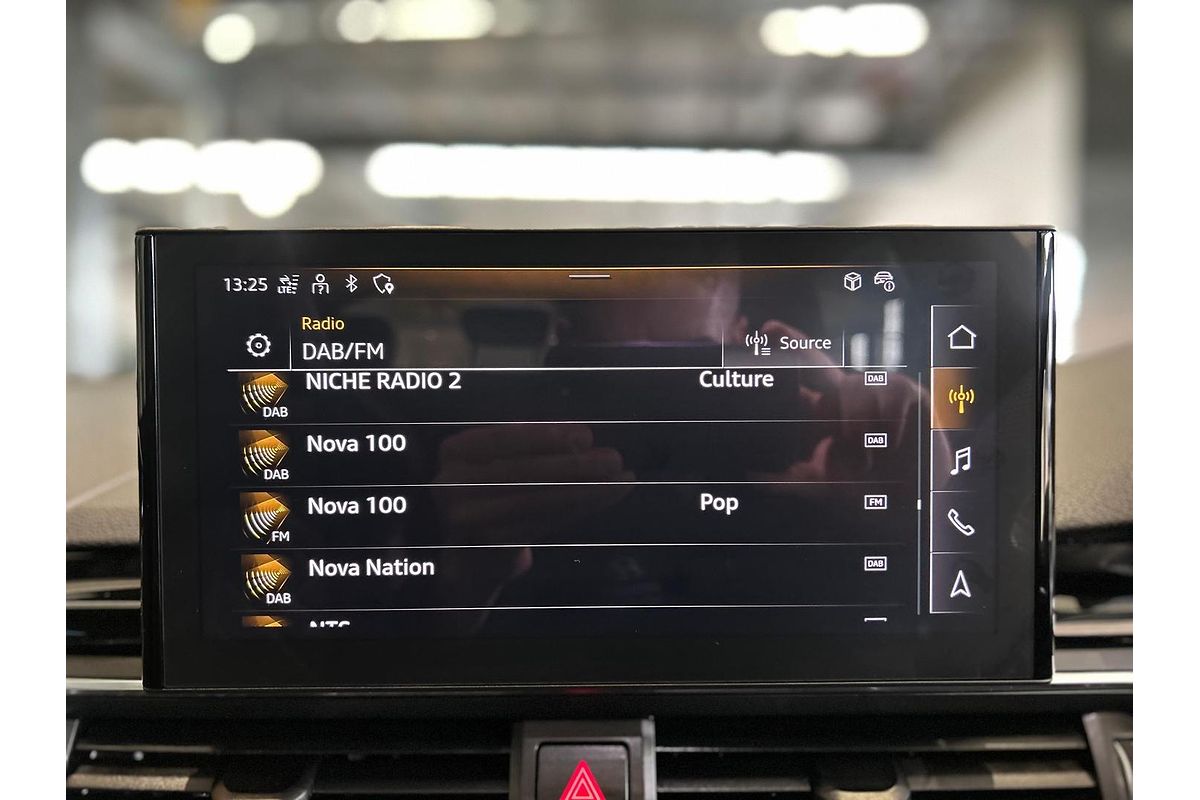 13:25 LTE
Radio
DAB/FM
Source
NICHE RADIO 2 Culture DAB
DAB
Nova 100 DAB
DAB
Nova 100 Pop FM
FM
Nova Nation DAB
DAB